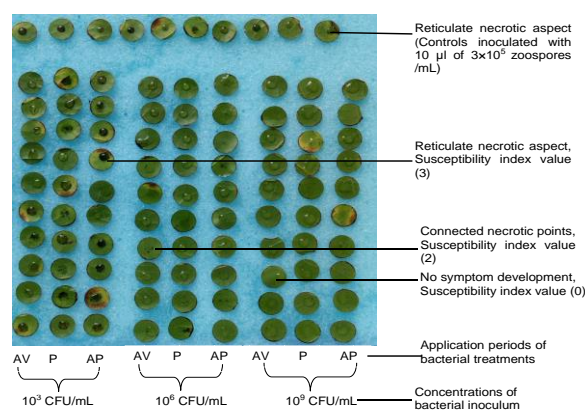 Reticulate necrotic aspect
(Controls inoculated with
10 µl of 3×10⁵ zoospores
/mL)
Reticulate necrotic aspect,
Susceptibility index value
(3)
Connected necrotic points,
Susceptibility index value
(2)
No symptom development,
Susceptibility index value (0)
AV P AP AV P AP AV P AP
Application periods of
bacterial treatments
10³ CFU/mL 10⁶ CFU/mL 10⁹ CFU/mL
Concentrations of
bacterial inoculum